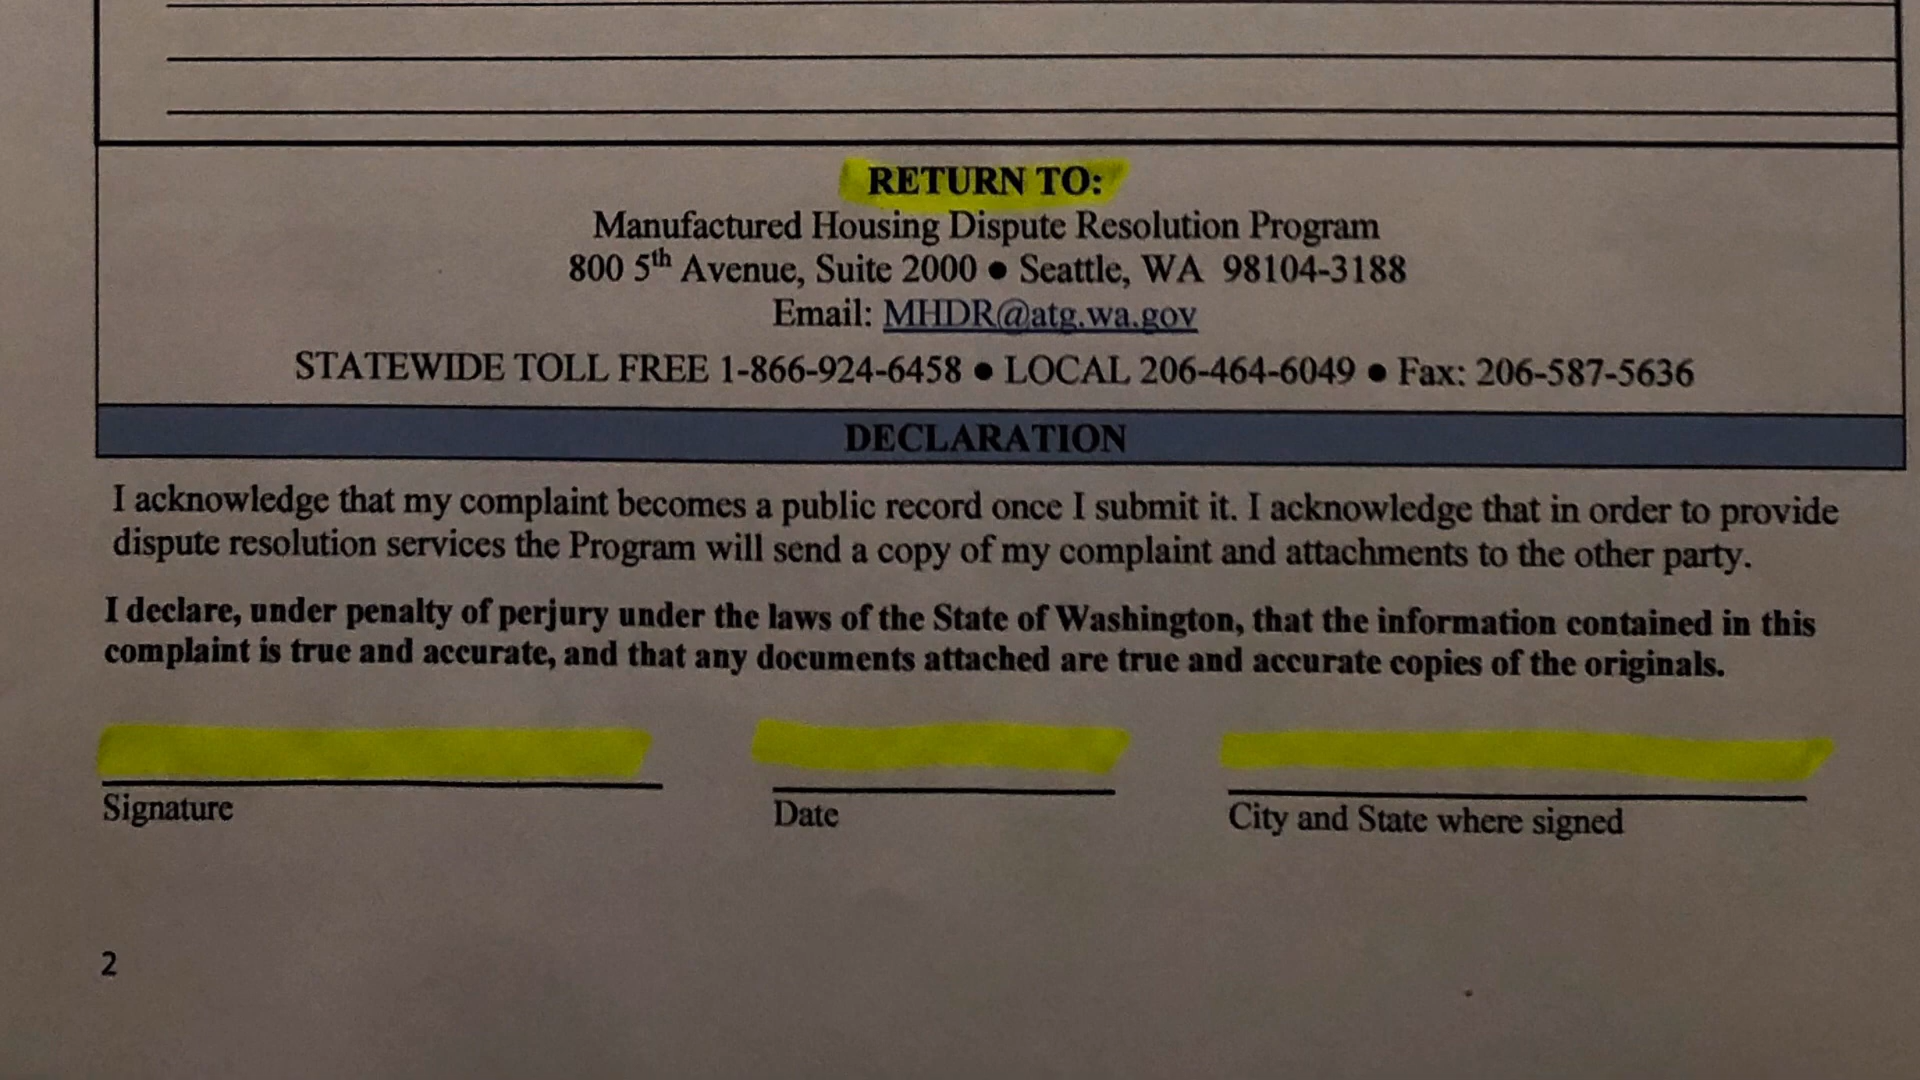 RETURN TO:
Manufactured Housing Dispute Resolution Program
800 5th Avenue, Suite 2000 ● Seattle, WA 98104-3188
Email: MHDR@atg.wa.gov
STATEWIDE TOLL FREE 1-866-924-6458 ● LOCAL 206-464-6049 ● Fax: 206-587-5636
DECLARATION
I acknowledge that my complaint becomes a public record once I submit it. I acknowledge that in order to provide
dispute resolution services the Program will send a copy of my complaint and attachments to the other party.
I declare, under penalty of perjury under the laws of the State of Washington, that the information contained in this
complaint is true and accurate, and that any documents attached are true and accurate copies of the originals.
Signature Date City and State where signed
2